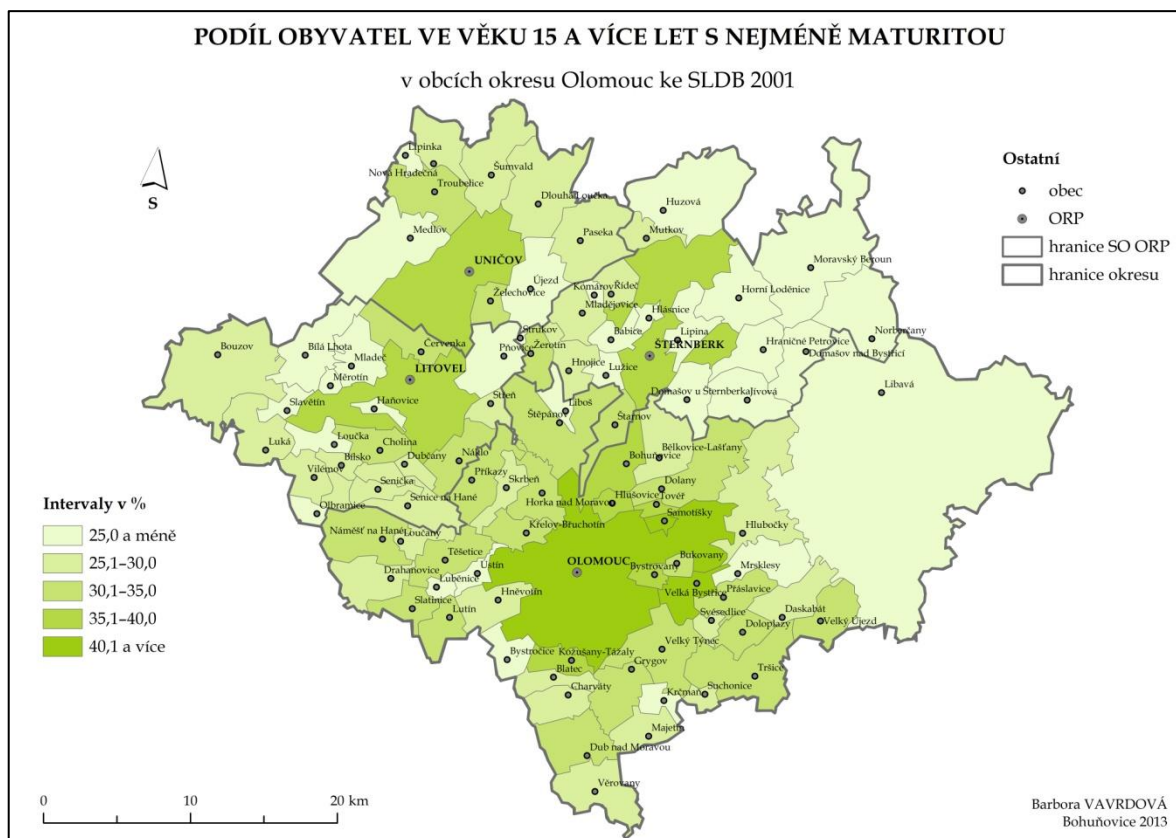 PODÍL OBYVATEL VE VĚKU 15 A VÍCE LET S NEJMÉNĚ MATURITOU
v obcích okresu Olomouc ke SLDB 2001
S
Ostatní
obec
ORP
hranice SO ORP
hranice okresu
Lipinka
Nová Hradečná
Troubelice
Šumvald
Dlouhá Loučka
Huzová
Medlov
Paseka
Mutkov
UNIČOV
Moravský Beroun
Újezd
Komárov
Řídeč
Horní Loděnice
Želechovice
Mladějovice
Hlásnice
Strukov
Babice
Lipina
Norberčany
Bouzov
Bílá Lhota
Červenka
Pňovice
Žerotín
ŠTERNBERK
Hraničné Petrovice
Domašov nad Bystřicí
Mladeč
LITOVEL
Hnojice
Lužice
Měrotín
Domašov u Šternberka
Jívová
Libavá
Slavětín
Haňovice
Střeň
Liboš
Štěpánov
Štarnov
Loučka
Luká
Cholina
Bělkovice-Lašťany
Bílsko
Dubčany
Náklo
Bohuňovice
Vilémov
Příkazy
Skrbeň
Dolany
Senička
Senice na Hané
Horka nad Moravou
Hlušovice
Tovéř
Olbramice
Samotišky
Náměšť na Hané
Loučany
Křelov-Břuchotín
Hlubočky
Těšetice
Bukovany
Ústín
OLOMOUC
Bystrovany
Mrsklesy
Drahanovice
Luběnice
Velká Bystřice
Přáslavice
Slatinice
Hněvotín
Lutín
Svésedlice
Daskabát
Velký Újezd
Doloplazy
Velký Týnec
Bystročice
Kožušany-Tážaly
Blatec
Grygov
Tršice
Charváty
Krčmaň
Suchonice
Majetín
Dub nad Moravou
Věrovany
Intervaly v %
25,0 a méně
25,1–30,0
30,1–35,0
35,1–40,0
40,1 a více
0 10 20 km
Barbora VAVRDOVÁ
Bohuňovice 2013